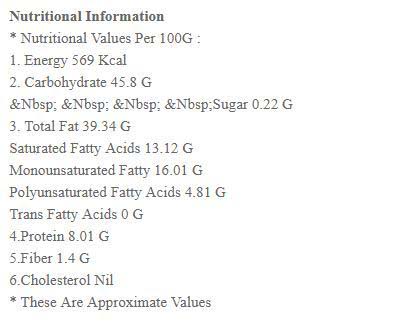 Nutritional Information
* Nutritional Values Per 100G :
1. Energy 569 Kcal
2. Carbohydrate 45.8 G
&Nbsp; &Nbsp; &Nbsp; &Nbsp;Sugar 0.22 G
3. Total Fat 39.34 G
Saturated Fatty Acids 13.12 G
Monounsaturated Fatty 16.01 G
Polyunsaturated Fatty Acids 4.81 G
Trans Fatty Acids 0 G
4.Protein 8.01 G
5.Fiber 1.4 G
6.Cholesterol Nil
* These Are Approximate Values